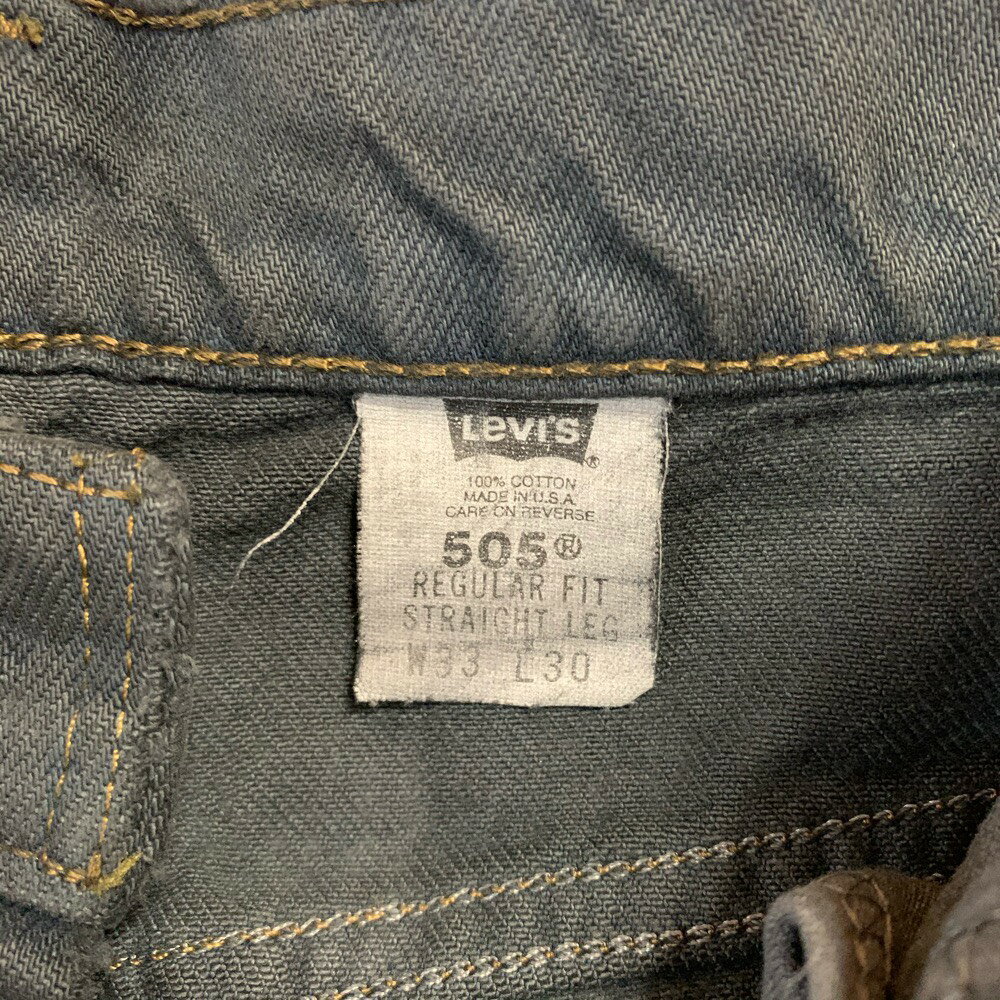 Levi's®
100% COTTON
MADE IN U.S.A.
CARE ON REVERSE
505®
REGULAR FIT
STRAIGHT LEG
W33 L30